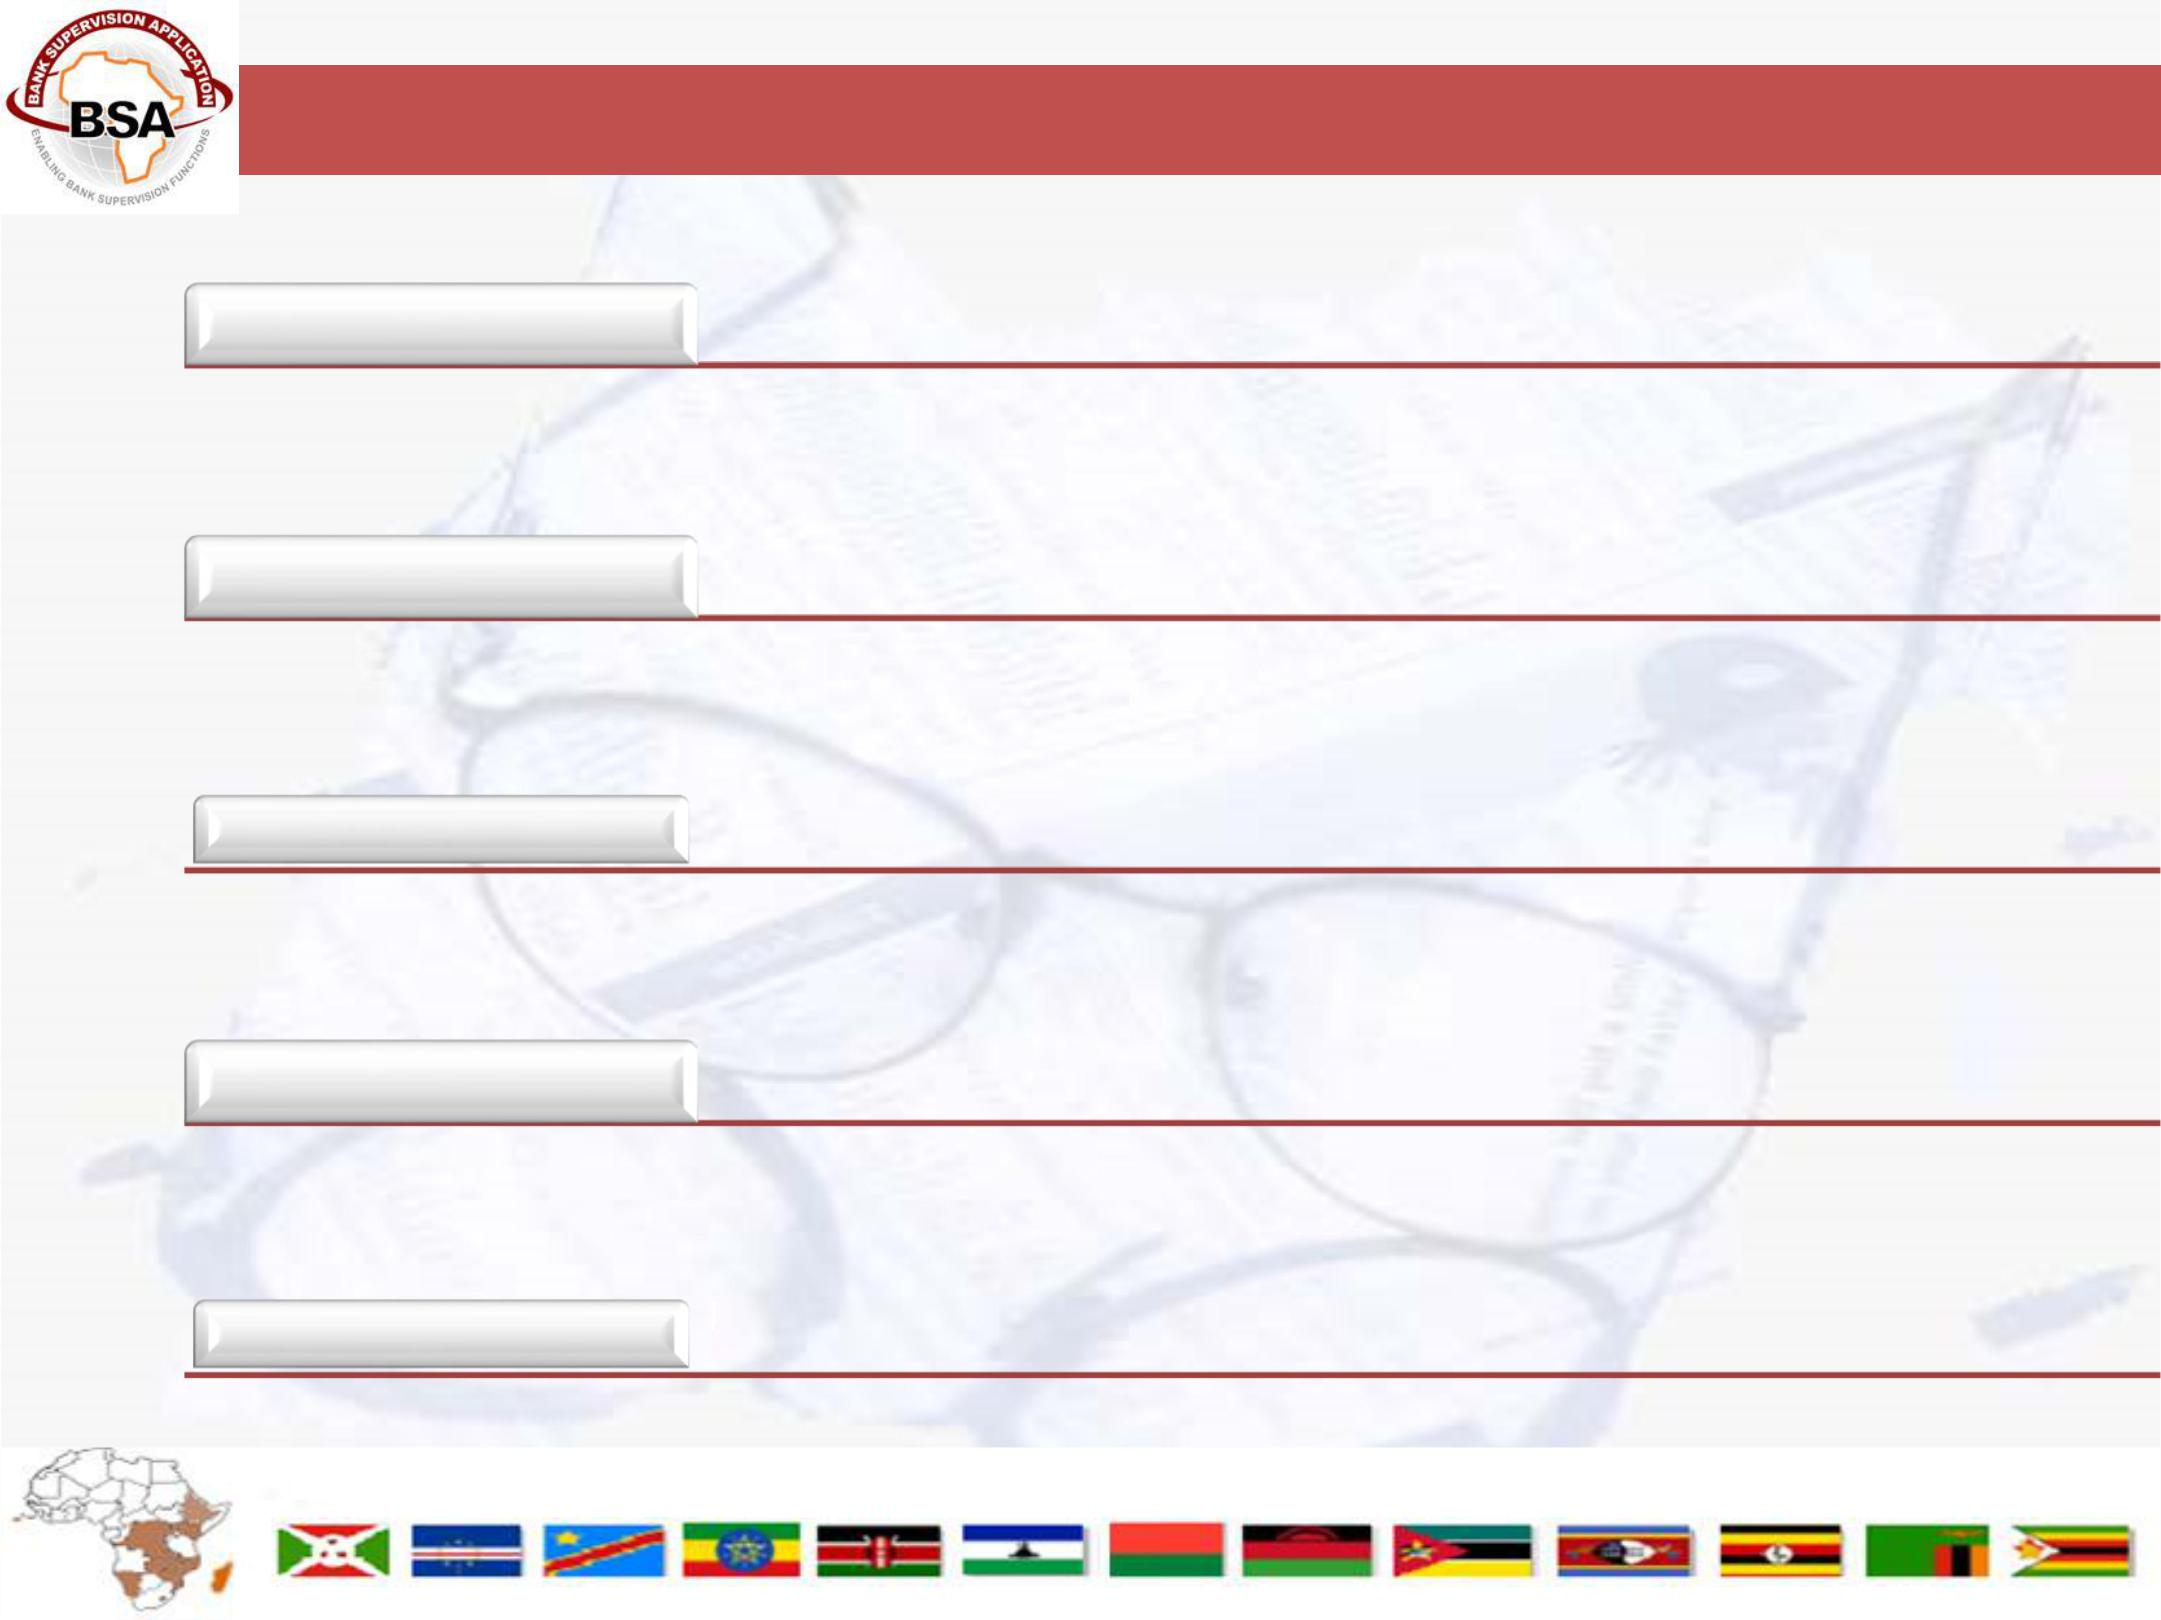 BANK SUPERVISION APPLICATION
BSA
ENABLING BANK SUPERVISION FUNCTIONS